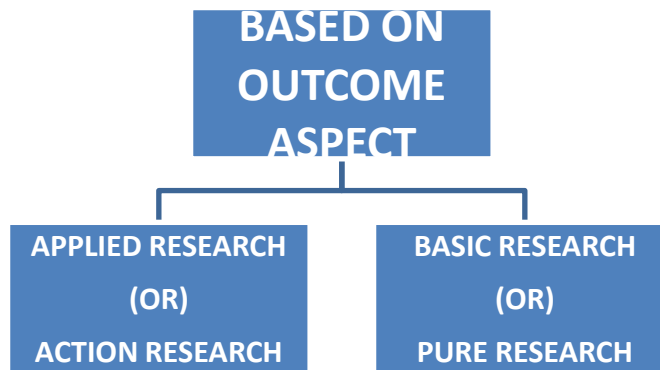 BASED ON
OUTCOME
ASPECT
APPLIED RESEARCH
(OR)
ACTION RESEARCH
BASIC RESEARCH
(OR)
PURE RESEARCH